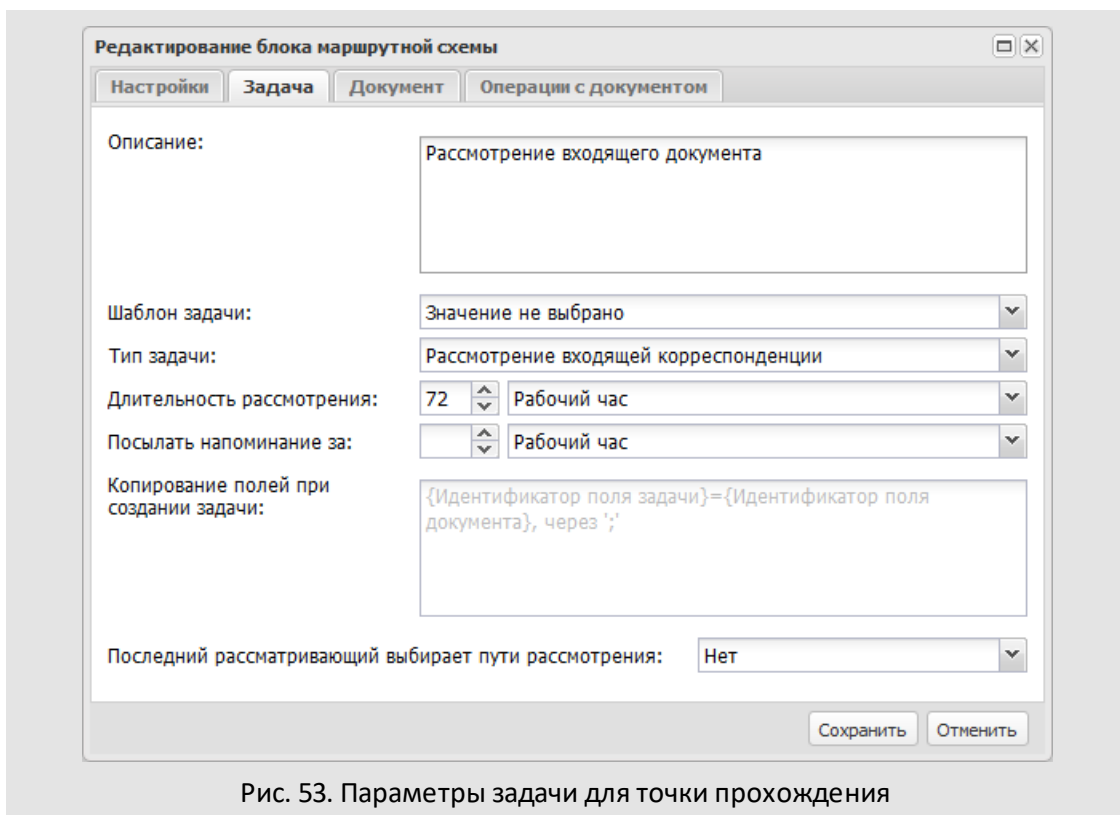 Редактирование блока маршрутной схемы
Настройки Задача Документ Операции с документом
Описание:
Рассмотрение входящего документа
Шаблон задачи: Значение не выбрано
Тип задачи: Рассмотрение входящей корреспонденции
Длительность рассмотрения: 72 Рабочий час
Посылать напоминание за: Рабочий час
Копирование полей при
создании задачи:
{Идентификатор поля задачи}={Идентификатор поля
документа}, через ';'
Последний рассматривающий выбирает пути рассмотрения: Нет
Сохранить Отменить
Рис. 53. Параметры задачи для точки прохождения